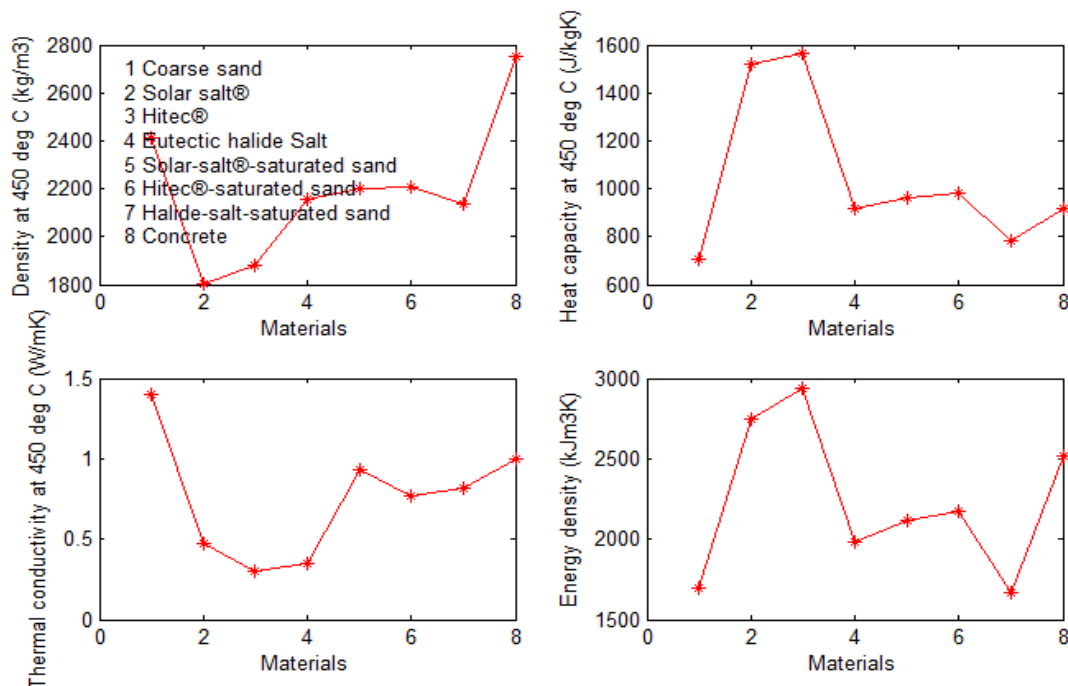 Density at 450 deg C (kg/m3)
2800
2600
2400
2200
2000
1800
1 Coarse sand
2 Solar salt®
3 Hitec®
4 Eutectic halide Salt
5 Solar-salt®-saturated sand
6 Hitec®-saturated sand
7 Halide-salt-saturated sand
8 Concrete
0 2 4 6 8
Materials
Heat capacity at 450 deg C (J/kgK)
1600
1400
1200
1000
800
600
0 2 4 6 8
Materials
Thermal conductivity at 450 deg C (W/mK)
1.5
1
0.5
0
0 2 4 6 8
Materials
Energy density (kJm3K)
3000
2500
2000
1500
0 2 4 6 8
Materials